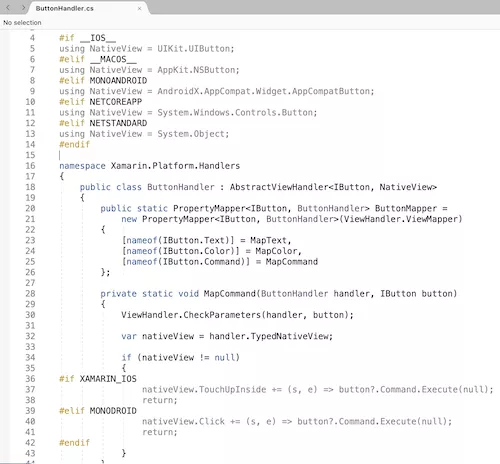 ButtonHandler.cs
No selection
4 #if __IOS__
5 using NativeView = UIKit.UIButton;
6 #elif __MACOS__
7 using NativeView = AppKit.NSButton;
8 #elif MONOANDROID
9 using NativeView = AndroidX.AppCompat.Widget.AppCompatButton;
10 #elif NETCOREAPP
11 using NativeView = System.Windows.Controls.Button;
12 #elif NETSTANDARD
13 using NativeView = System.Object;
14 #endif
15
16 namespace Xamarin.Platform.Handlers
17 {
18 public class ButtonHandler : AbstractViewHandler<IButton, NativeView>
19 {
20 public static PropertyMapper<IButton, ButtonHandler> ButtonMapper =
21 new PropertyMapper<IButton, ButtonHandler>(ViewHandler.ViewMapper)
22 {
23 [nameof(IButton.Text)] = MapText,
24 [nameof(IButton.Color)] = MapColor,
25 [nameof(IButton.Command)] = MapCommand
26 };
27
28 private static void MapCommand(ButtonHandler handler, IButton button)
29 {
30 ViewHandler.CheckParameters(handler, button);
31
32 var nativeView = handler.TypedNativeView;
33
34 if (nativeView != null)
35 {
36 #if XAMARIN_IOS
37 nativeView.TouchUpInside += (s, e) => button?.Command.Execute(null);
38 return;
39 #elif MONODROID
40 nativeView.Click += (s, e) => button?.Command.Execute(null);
41 return;
42 #endif
43 }
44 }